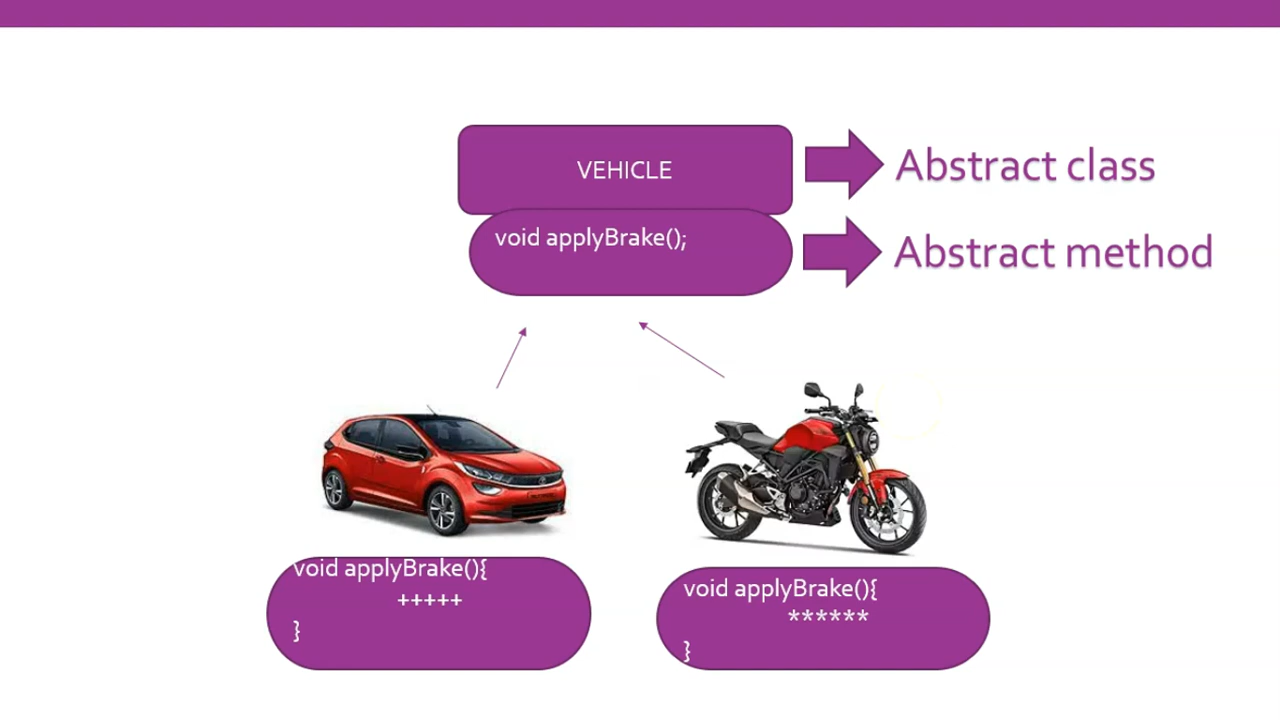 VEHICLE
Abstract class
void applyBrake();
Abstract method
void applyBrake(){
+++++
}
void applyBrake(){
******
}